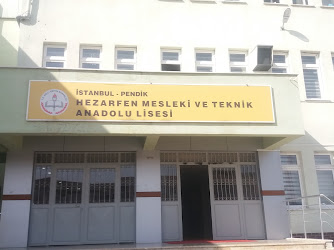 İSTANBUL - PENDİK
HEZARFEN MESLEKİ VE TEKNİK
ANADOLU LİSESİ